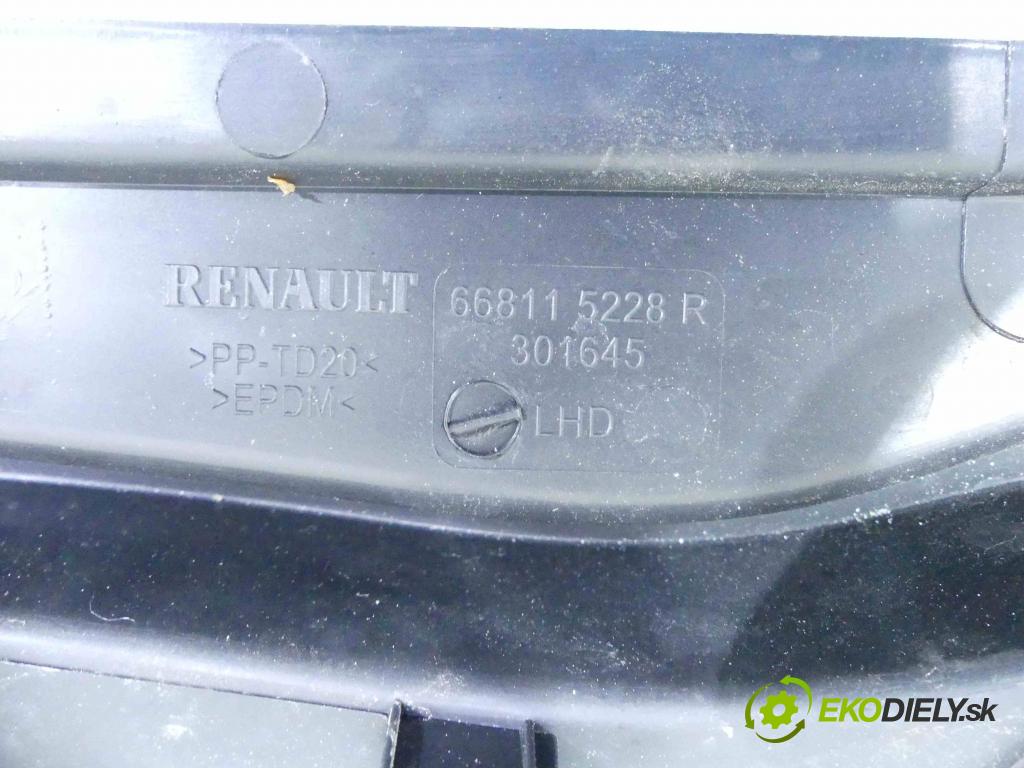 RENAULT
66811 5228 R
301645
>PP-TD20<
>EPDM<
LHD
EKODIELY.sk